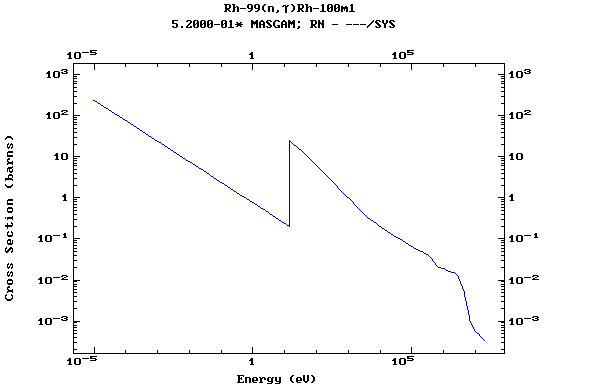 Rh-99(n,γ)Rh-100m1
5.2000-01* MASGAM; RN - ---/SYS
10⁻⁵ 1 10⁵
10³ 10³
10² 10²
10 10
1 1
10⁻¹ 10⁻¹
10⁻² 10⁻²
10⁻³ 10⁻³
10⁻⁵ 1 10⁵
Cross Section (barns)
Energy (eV)